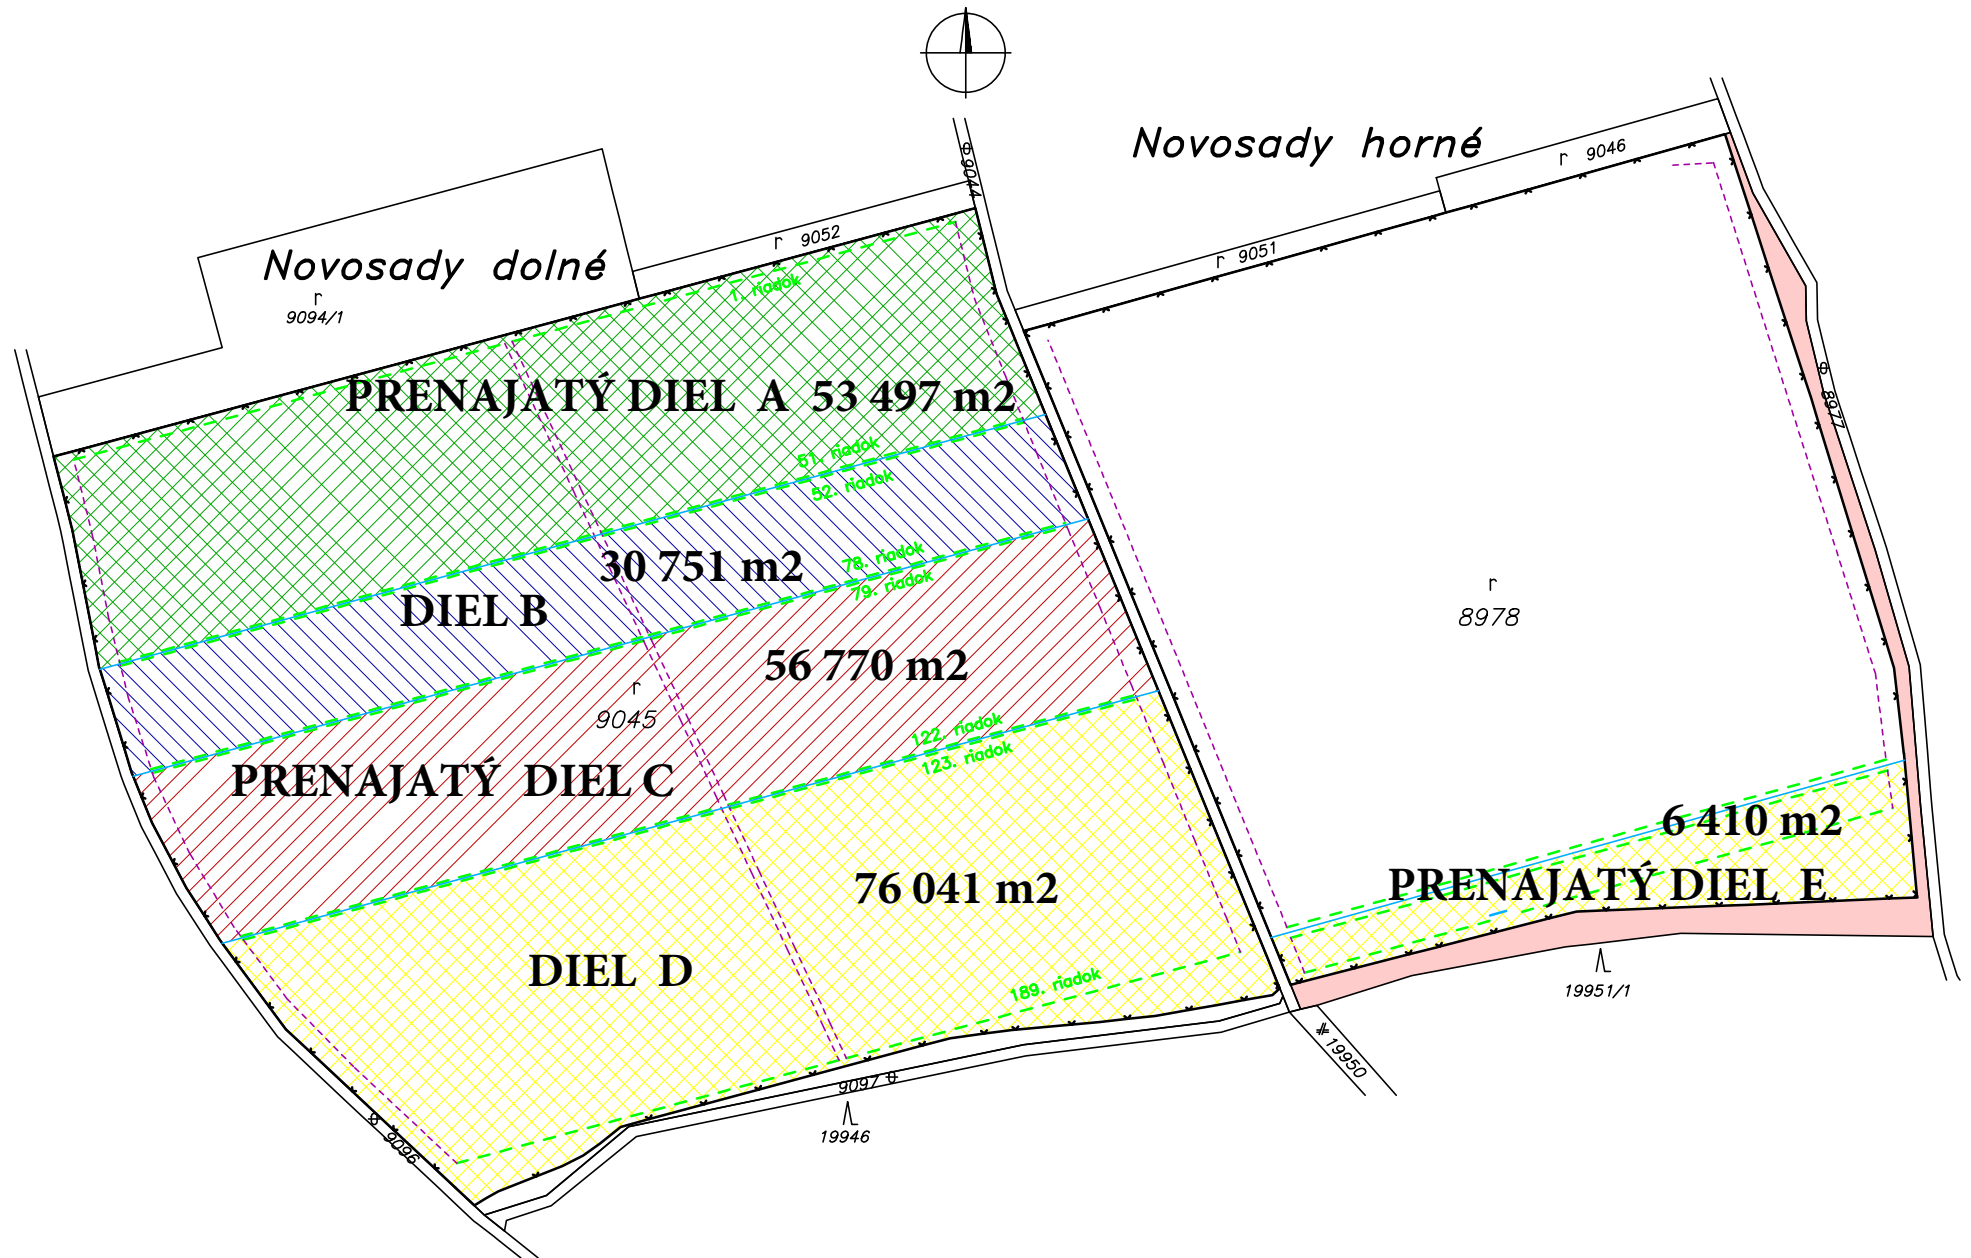 Novosady horné
9044
9046
9052
9051
Novosady dolné
9094/1
1. riadok
8977
PRENAJATÝ DIEL A 53 497 m2
51. riadok
52. riadok
30 751 m2
78. riadok
79. riadok
DIEL B
8978
56 770 m2
9045
122. riadok
123. riadok
PRENAJATÝ DIEL C
6 410 m2
PRENAJATÝ DIEL E
76 041 m2
DIEL D
189. riadok
19951/1
19950
9097
19946
9096